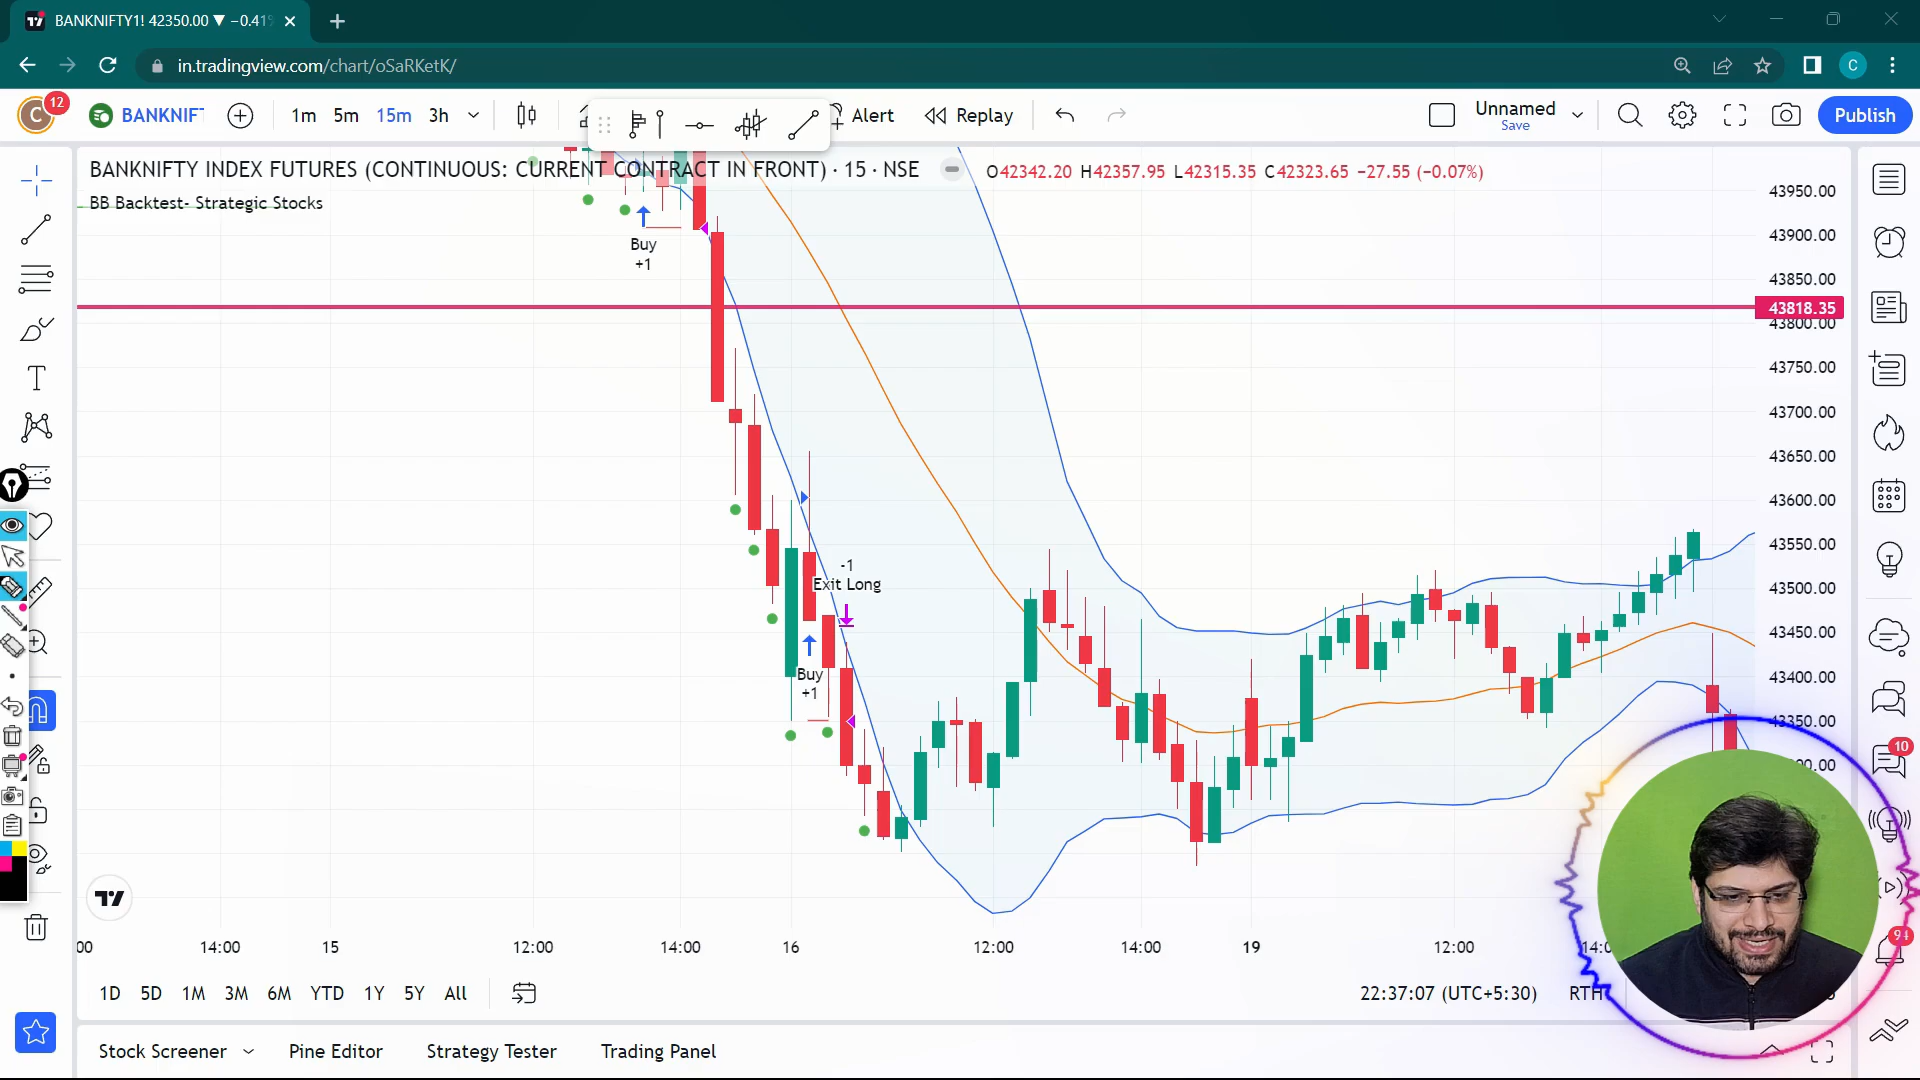 BANKNIFTY1! 42350.00 ▼ −0.41%
in.tradingview.com/chart/oSaRKetK/
C
C
12
BANKNIFT
1m
5m
15m
3h
Alert
Replay
Unnamed
Save
Publish
BANKNIFTY INDEX FUTURES (CONTINUOUS: CURRENT CONTRACT IN FRONT) · 15 · NSE
O42342.20 H42357.95 L42315.35 C42323.65 −27.55 (−0.07%)
BB Backtest- Strategic Stocks
43950.00
43900.00
43850.00
43818.35
43800.00
43750.00
43700.00
43650.00
43600.00
43550.00
43500.00
43450.00
43400.00
43350.00
Buy
+1
-1
Exit Long
Buy
+1
10
94
14:00
15
12:00
14:00
16
12:00
14:00
19
12:00
1D
5D
1M
3M
6M
YTD
1Y
5Y
All
22:37:07 (UTC+5:30)
RTH
Stock Screener
Pine Editor
Strategy Tester
Trading Panel